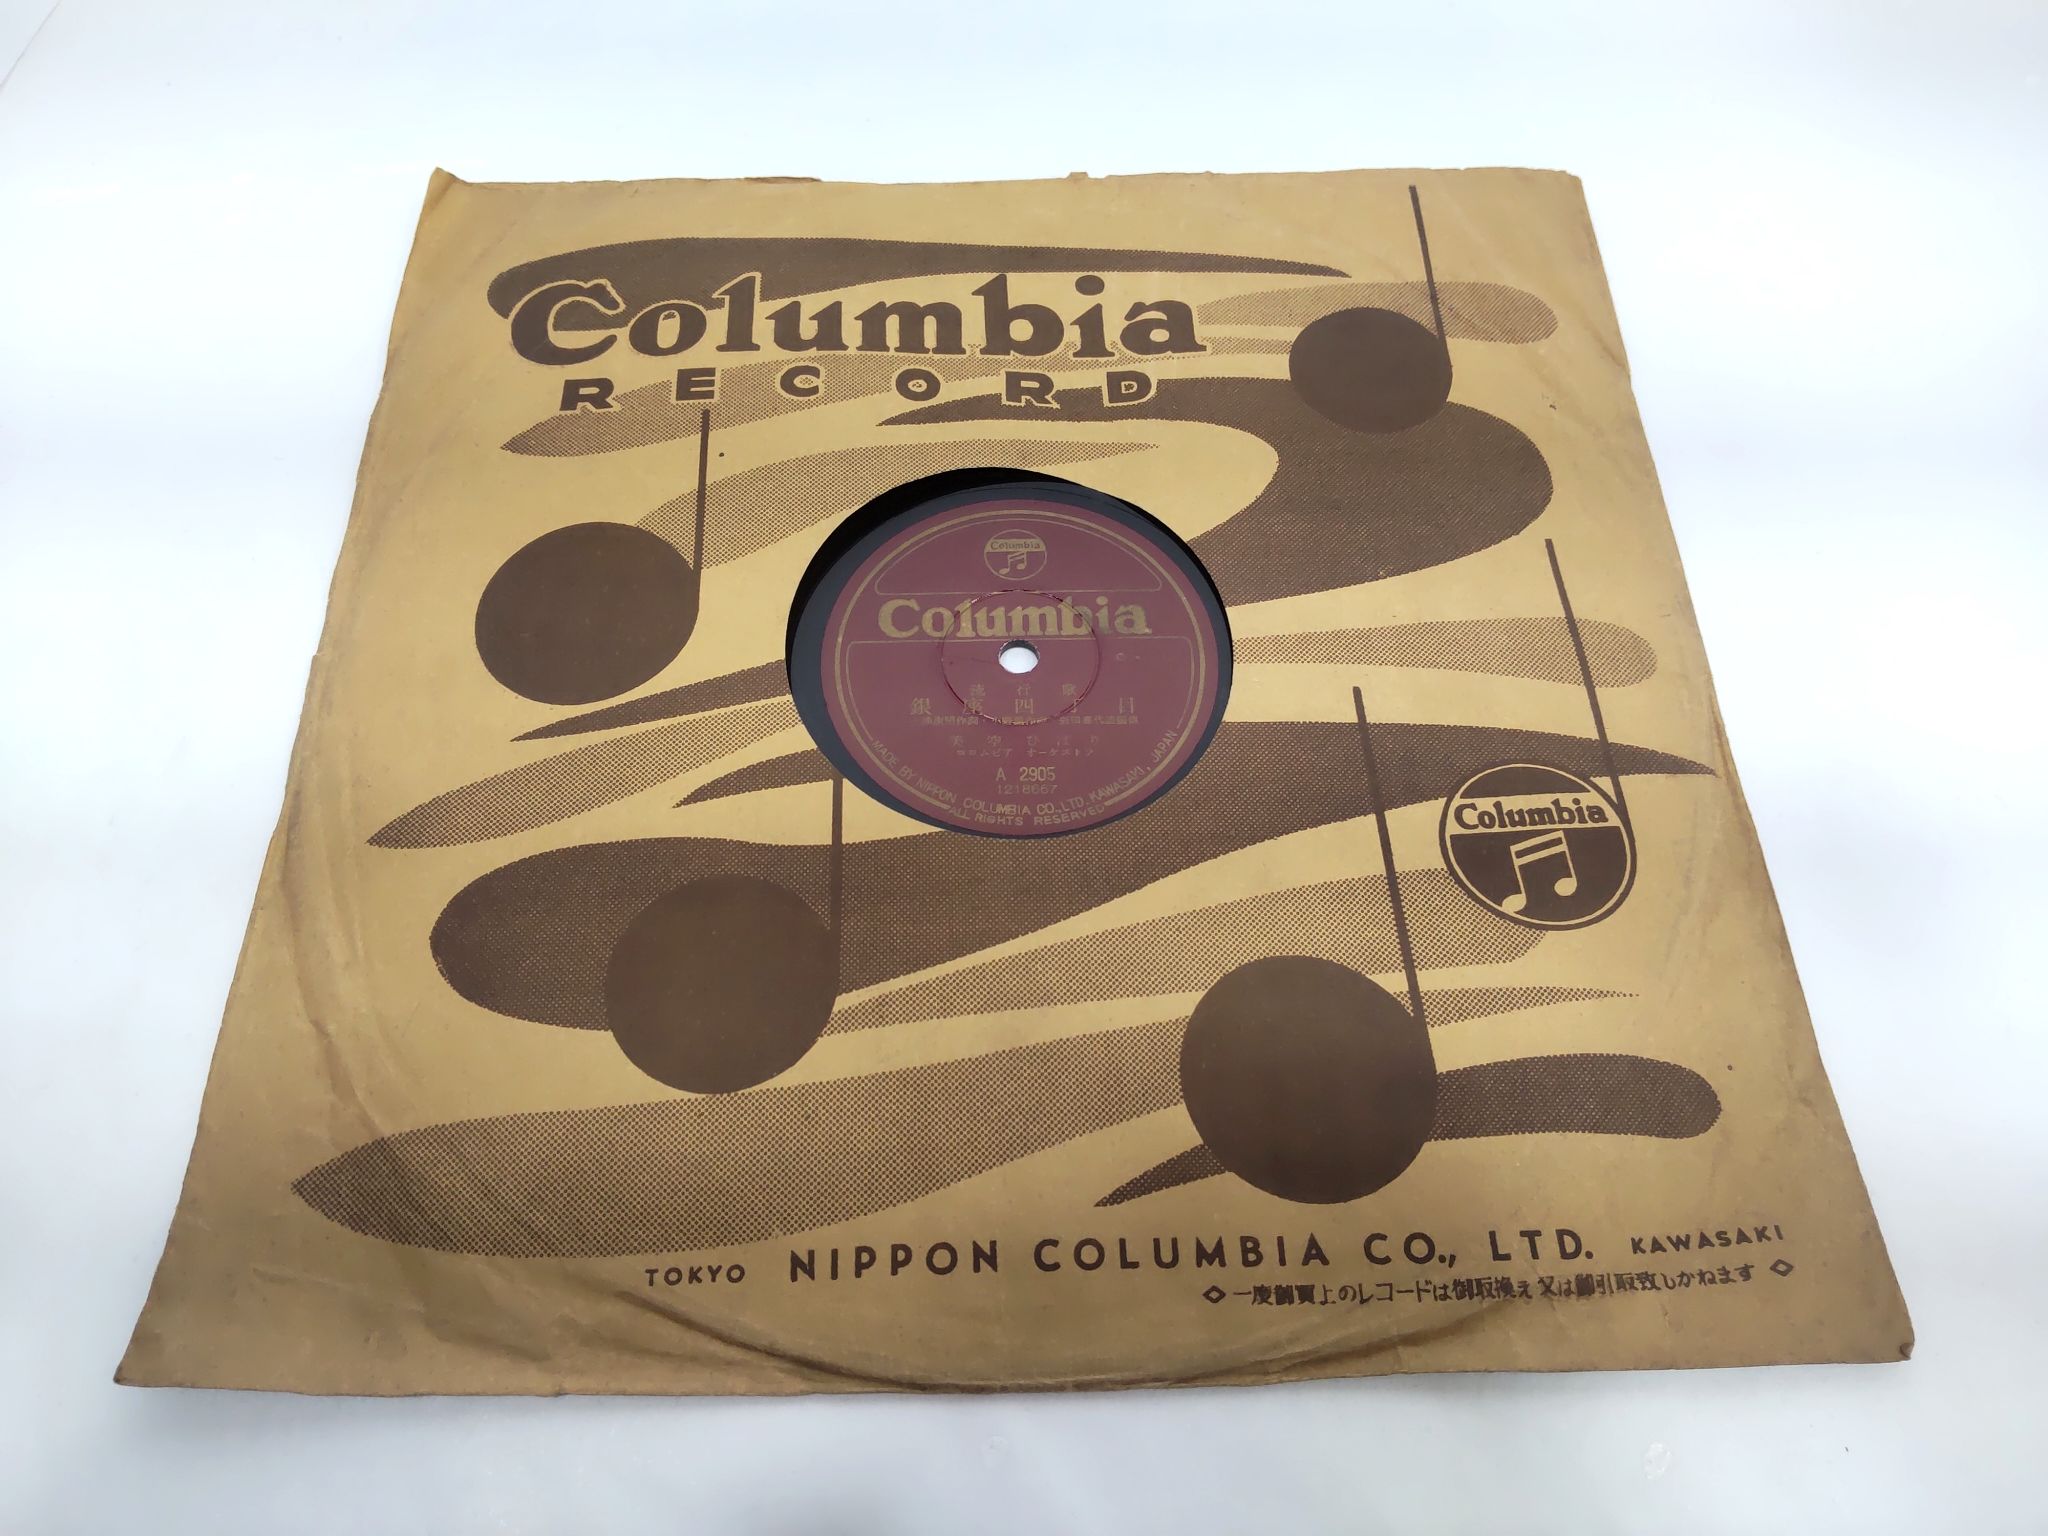 Columbia
RECORD
Columbia
Columbia
流行歌
銀座四丁目
美空ひばり
コロムビア オーケストラ
A 2905
1218667
MADE BY NIPPON COLUMBIA CO.,LTD. KAWASAKI, JAPAN
ALL RIGHTS RESERVED
Columbia
TOKYO NIPPON COLUMBIA CO., LTD. KAWASAKI
◇一度御買上のレコードは御取換え又は御引取致しかねます◇